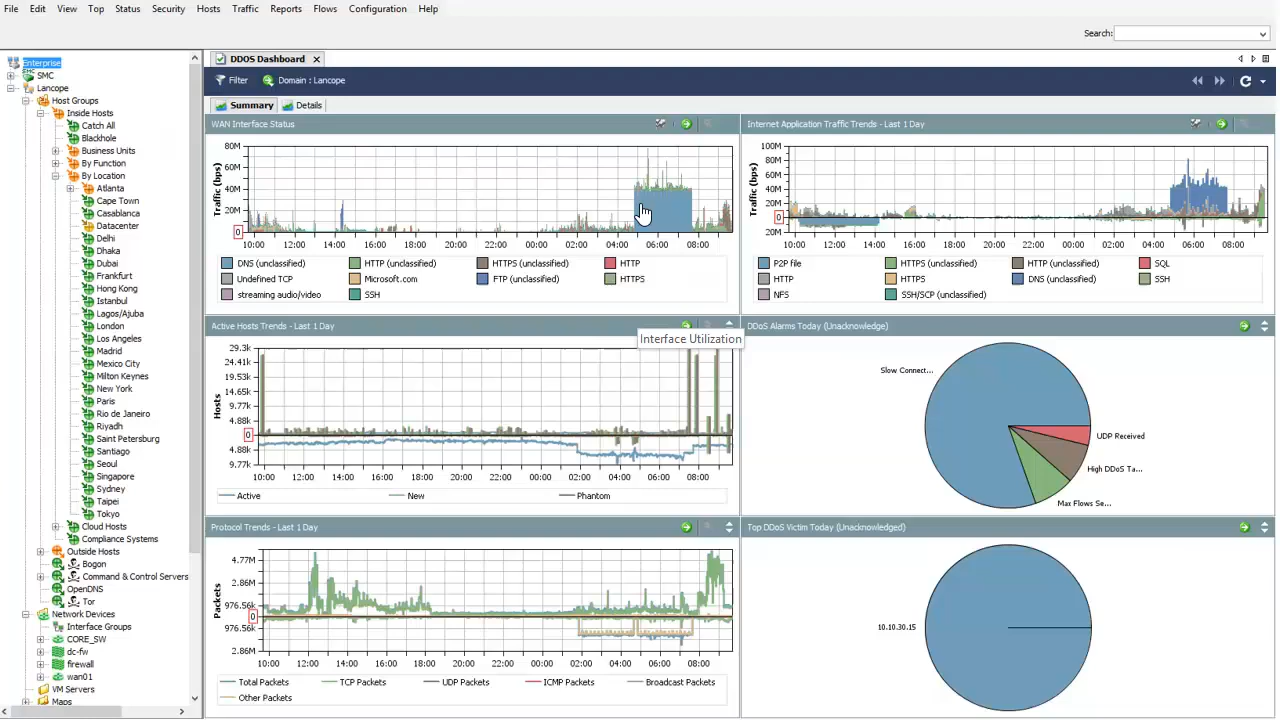 File Edit View Top Status Security Hosts Traffic Reports Flows Configuration Help
Search:
Enterprise
SMC
Lancope
Host Groups
Inside Hosts
Catch All
Blackhole
Business Units
By Function
By Location
Atlanta
Cape Town
Casablanca
Datacenter
Delhi
Dhaka
Dubai
Frankfurt
Hong Kong
Istanbul
Lagos/Ajuba
London
Los Angeles
Madrid
Mexico City
Milton Keynes
New York
Paris
Rio de Janeiro
Riyadh
Saint Petersburg
Santiago
Seoul
Singapore
Sydney
Taipei
Tokyo
Cloud Hosts
Compliance Systems
Outside Hosts
Bogon
Command & Control Servers
OpenDNS
Tor
Network Devices
Interface Groups
CORE_SW
dc-fw
firewall
wan01
VM Servers
Maps
DDOS Dashboard
Filter Domain : Lancope
Summary Details
WAN Interface Status
Traffic (bps)
80M
60M
40M
20M
0
10:00 12:00 14:00 16:00 18:00 20:00 22:00 00:00 02:00 04:00 06:00 08:00
DNS (unclassified) HTTP (unclassified) HTTPS (unclassified) HTTP
Undefined TCP Microsoft.com FTP (unclassified) HTTPS
streaming audio/video SSH
Internet Application Traffic Trends - Last 1 Day
Traffic (bps)
100M
80M
60M
40M
20M
0
20M
10:00 12:00 14:00 16:00 18:00 20:00 22:00 00:00 02:00 04:00 06:00 08:00
P2P file HTTPS (unclassified) HTTP (unclassified) SQL
HTTP HTTPS DNS (unclassified) SSH
NFS SSH/SCP (unclassified)
Active Hosts Trends - Last 1 Day
Interface Utilization
Hosts
29.3k
24.41k
19.53k
14.65k
9.77k
4.88k
0
4.88k
9.77k
10:00 12:00 14:00 16:00 18:00 20:00 22:00 00:00 02:00 04:00 06:00 08:00
Active New Phantom
DDoS Alarms Today (Unacknowledge)
Slow Connect...
UDP Received
High DDoS Ta...
Max Flows Se...
Protocol Trends - Last 1 Day
Packets
4.77M
2.86M
976.56k
0
976.56k
2.86M
10:00 12:00 14:00 16:00 18:00 20:00 22:00 00:00 02:00 04:00 06:00 08:00
Total Packets TCP Packets UDP Packets ICMP Packets Broadcast Packets
Other Packets
Top DDoS Victim Today (Unacknowledged)
10.10.30.15